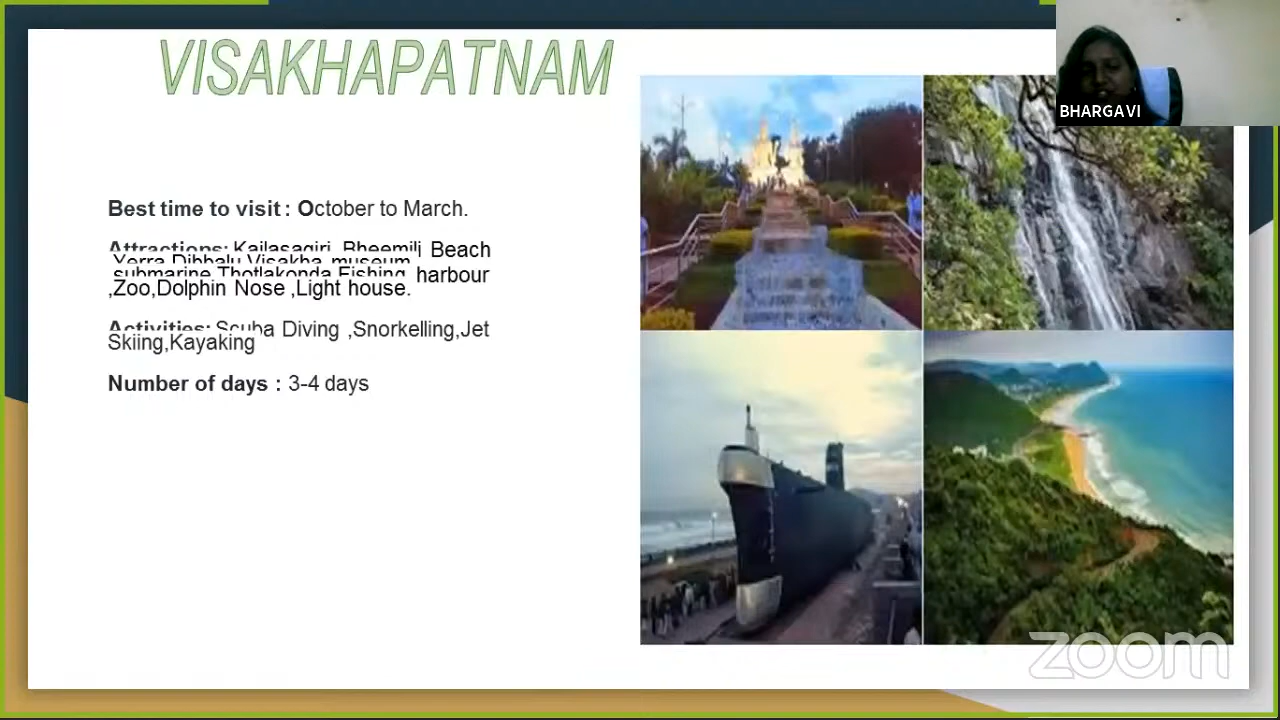 VISAKHAPATNAM
BHARGAVI
Best time to visit : October to March.
Attractions: Kailasagiri Bheemili Beach
Yerra Dibbalu Visakha museum
submarine Thotlakonda Fishing harbour
,Zoo,Dolphin Nose ,Light house.
Activities: Scuba Diving ,Snorkelling,Jet
Skiing,Kayaking
Number of days : 3-4 days
zoom